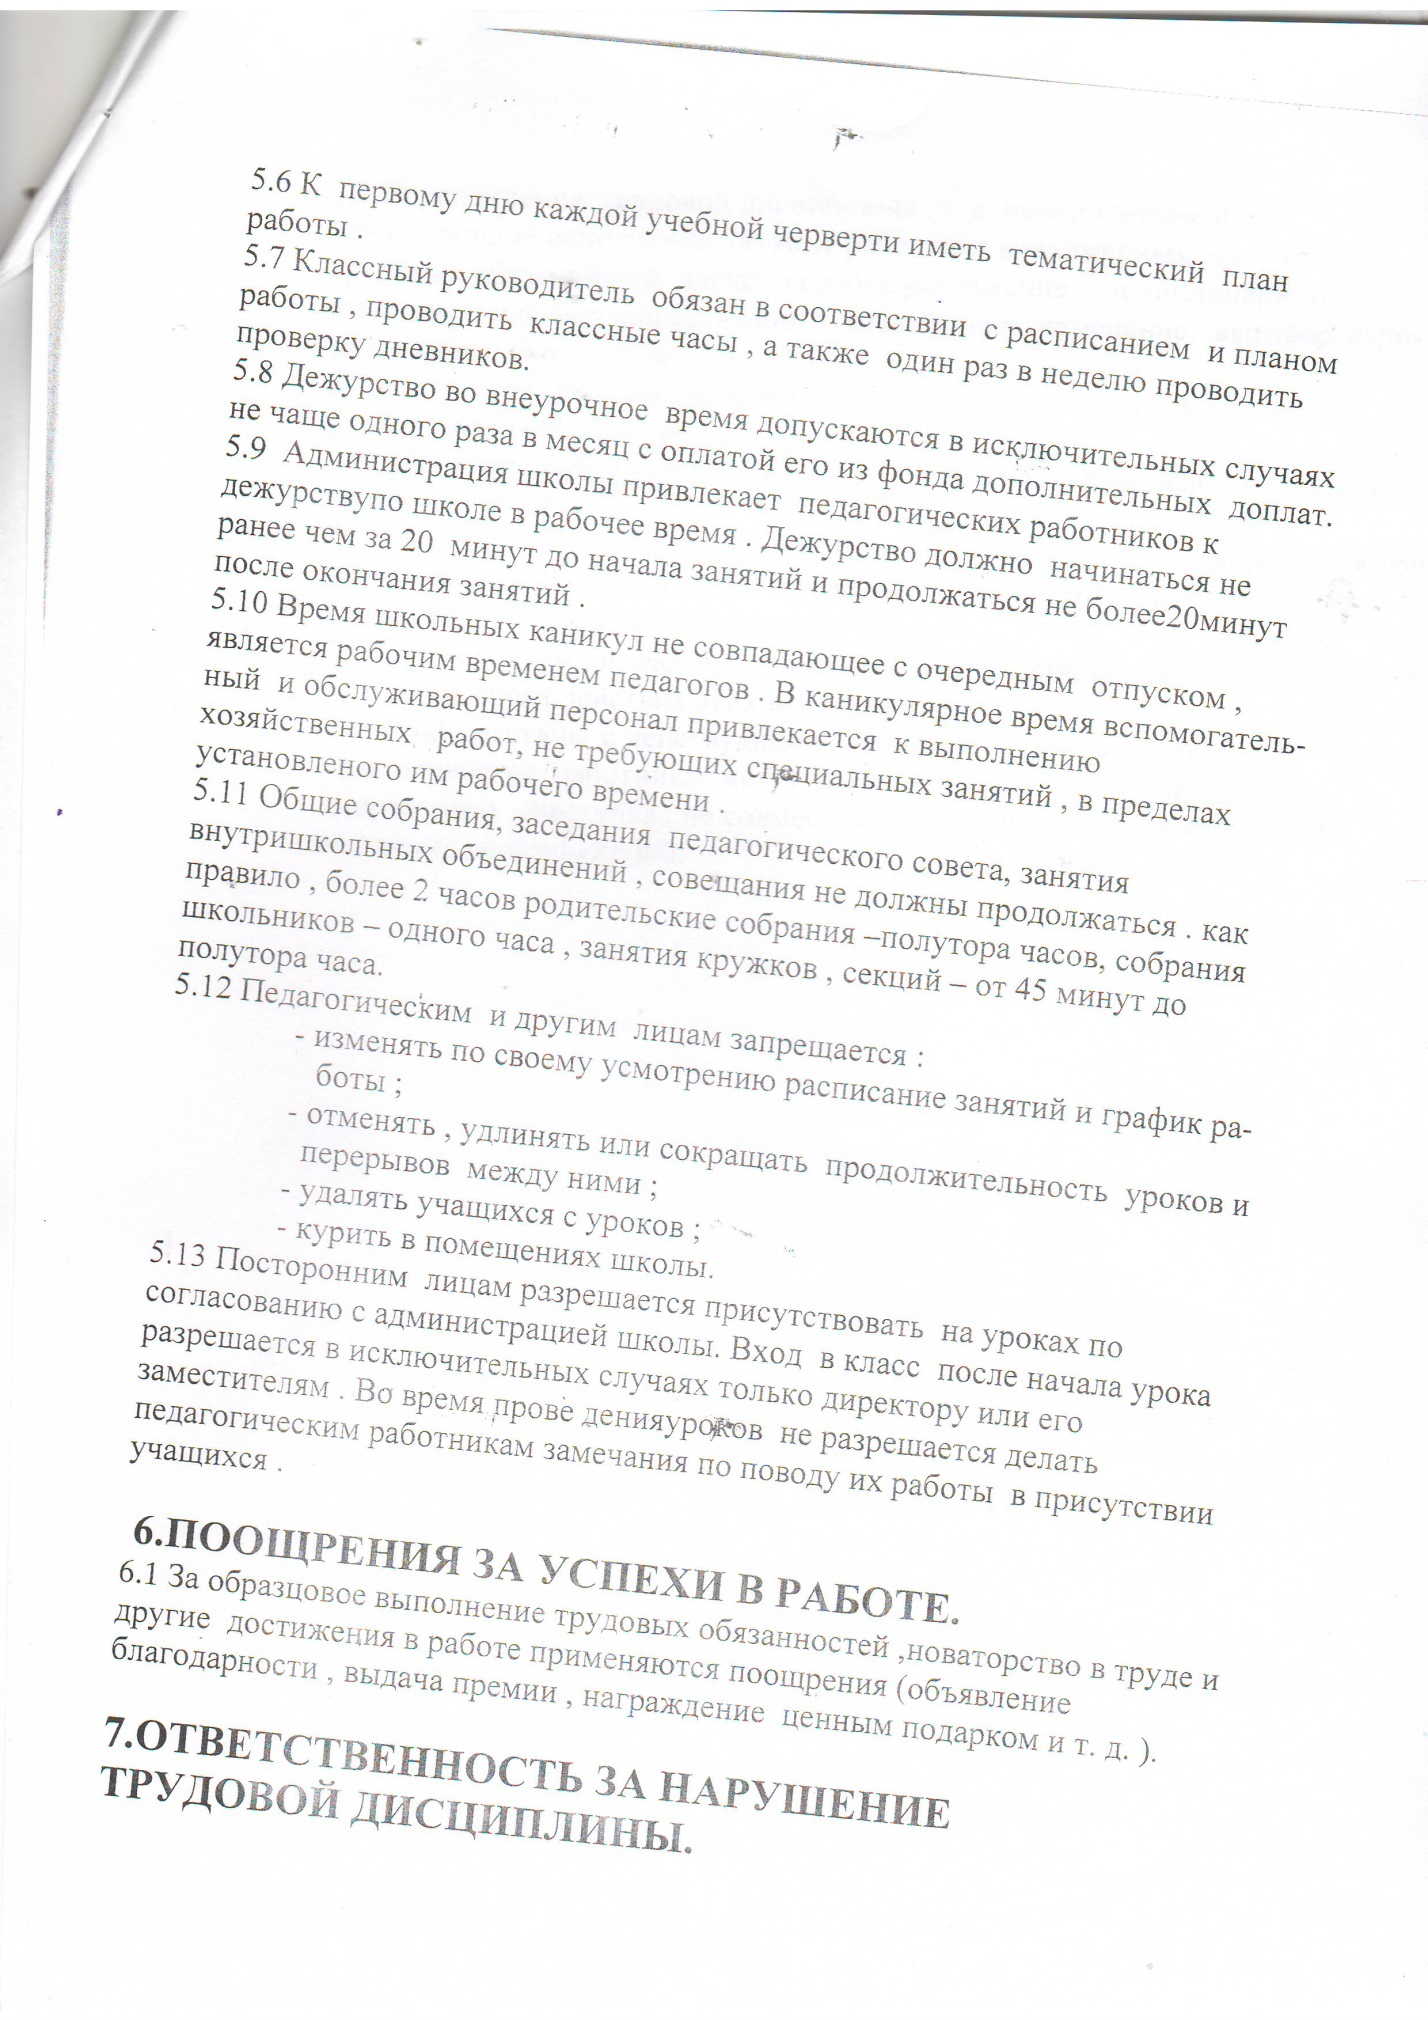 5.6 К первому дню каждой учебной черверти иметь тематический план
работы .
5.7 Классный руководитель обязан в соответствии с расписанием и планом
работы , проводить классные часы , а также один раз в неделю проводить
проверку дневников.
5.8 Дежурство во внеурочное время допускаются в исключительных случаях
не чаще одного раза в месяц с оплатой его из фонда дополнительных доплат.
5.9 Администрация школы привлекает педагогических работников к
дежурствупо школе в рабочее время . Дежурство должно начинаться не
ранее чем за 20 минут до начала занятий и продолжаться не более20минут
после окончания занятий .
5.10 Время школьных каникул не совпадающее с очередным отпуском ,
является рабочим временем педагогов . В каникулярное время вспомогатель-
ный и обслуживающий персонал привлекается к выполнению
хозяйственных работ, не требующих специальных занятий , в пределах
установленого им рабочего времени .
5.11 Общие собрания, заседания педагогического совета, занятия
внутришкольных объединений , совещания не должны продолжаться . как
правило , более 2 часов родительские собрания –полутора часов, собрания
школьников – одного часа , занятия кружков , секций – от 45 минут до
полутора часа.
5.12 Педагогическим и другим лицам запрещается :
- изменять по своему усмотрению расписание занятий и график ра-
боты ;
- отменять , удлинять или сокращать продолжительность уроков и
перерывов между ними ;
- удалять учащихся с уроков ;
- курить в помещениях школы.
5.13 Посторонним лицам разрешается присутствовать на уроках по
согласованию с администрацией школы. Вход в класс после начала урока
разрешается в исключительных случаях только директору или его
заместителям . Во время прове денияуроков не разрешается делать
педагогическим работникам замечания по поводу их работы в присутствии
учащихся .
6.ПООЩРЕНИЯ ЗА УСПЕХИ В РАБОТЕ.
6.1 За образцовое выполнение трудовых обязанностей ,новаторство в труде и
другие достижения в работе применяются поощрения (объявление
благодарности , выдача премии , награждение ценным подарком и т. д. ).
7.ОТВЕТСТВЕННОСТЬ ЗА НАРУШЕНИЕ
ТРУДОВОЙ ДИСЦИПЛИНЫ.